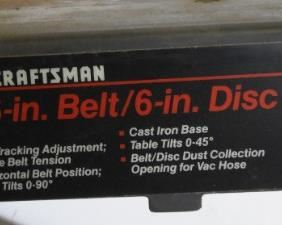 CRAFTSMAN
-in. Belt/6-in. Disc
Tracking Adjustment;
Belt Tension
Horizontal Belt Position;
Tilts 0-90°
▪ Cast Iron Base
▪ Table Tilts 0-45°
▪ Belt/Disc Dust Collection
Opening for Vac Hose